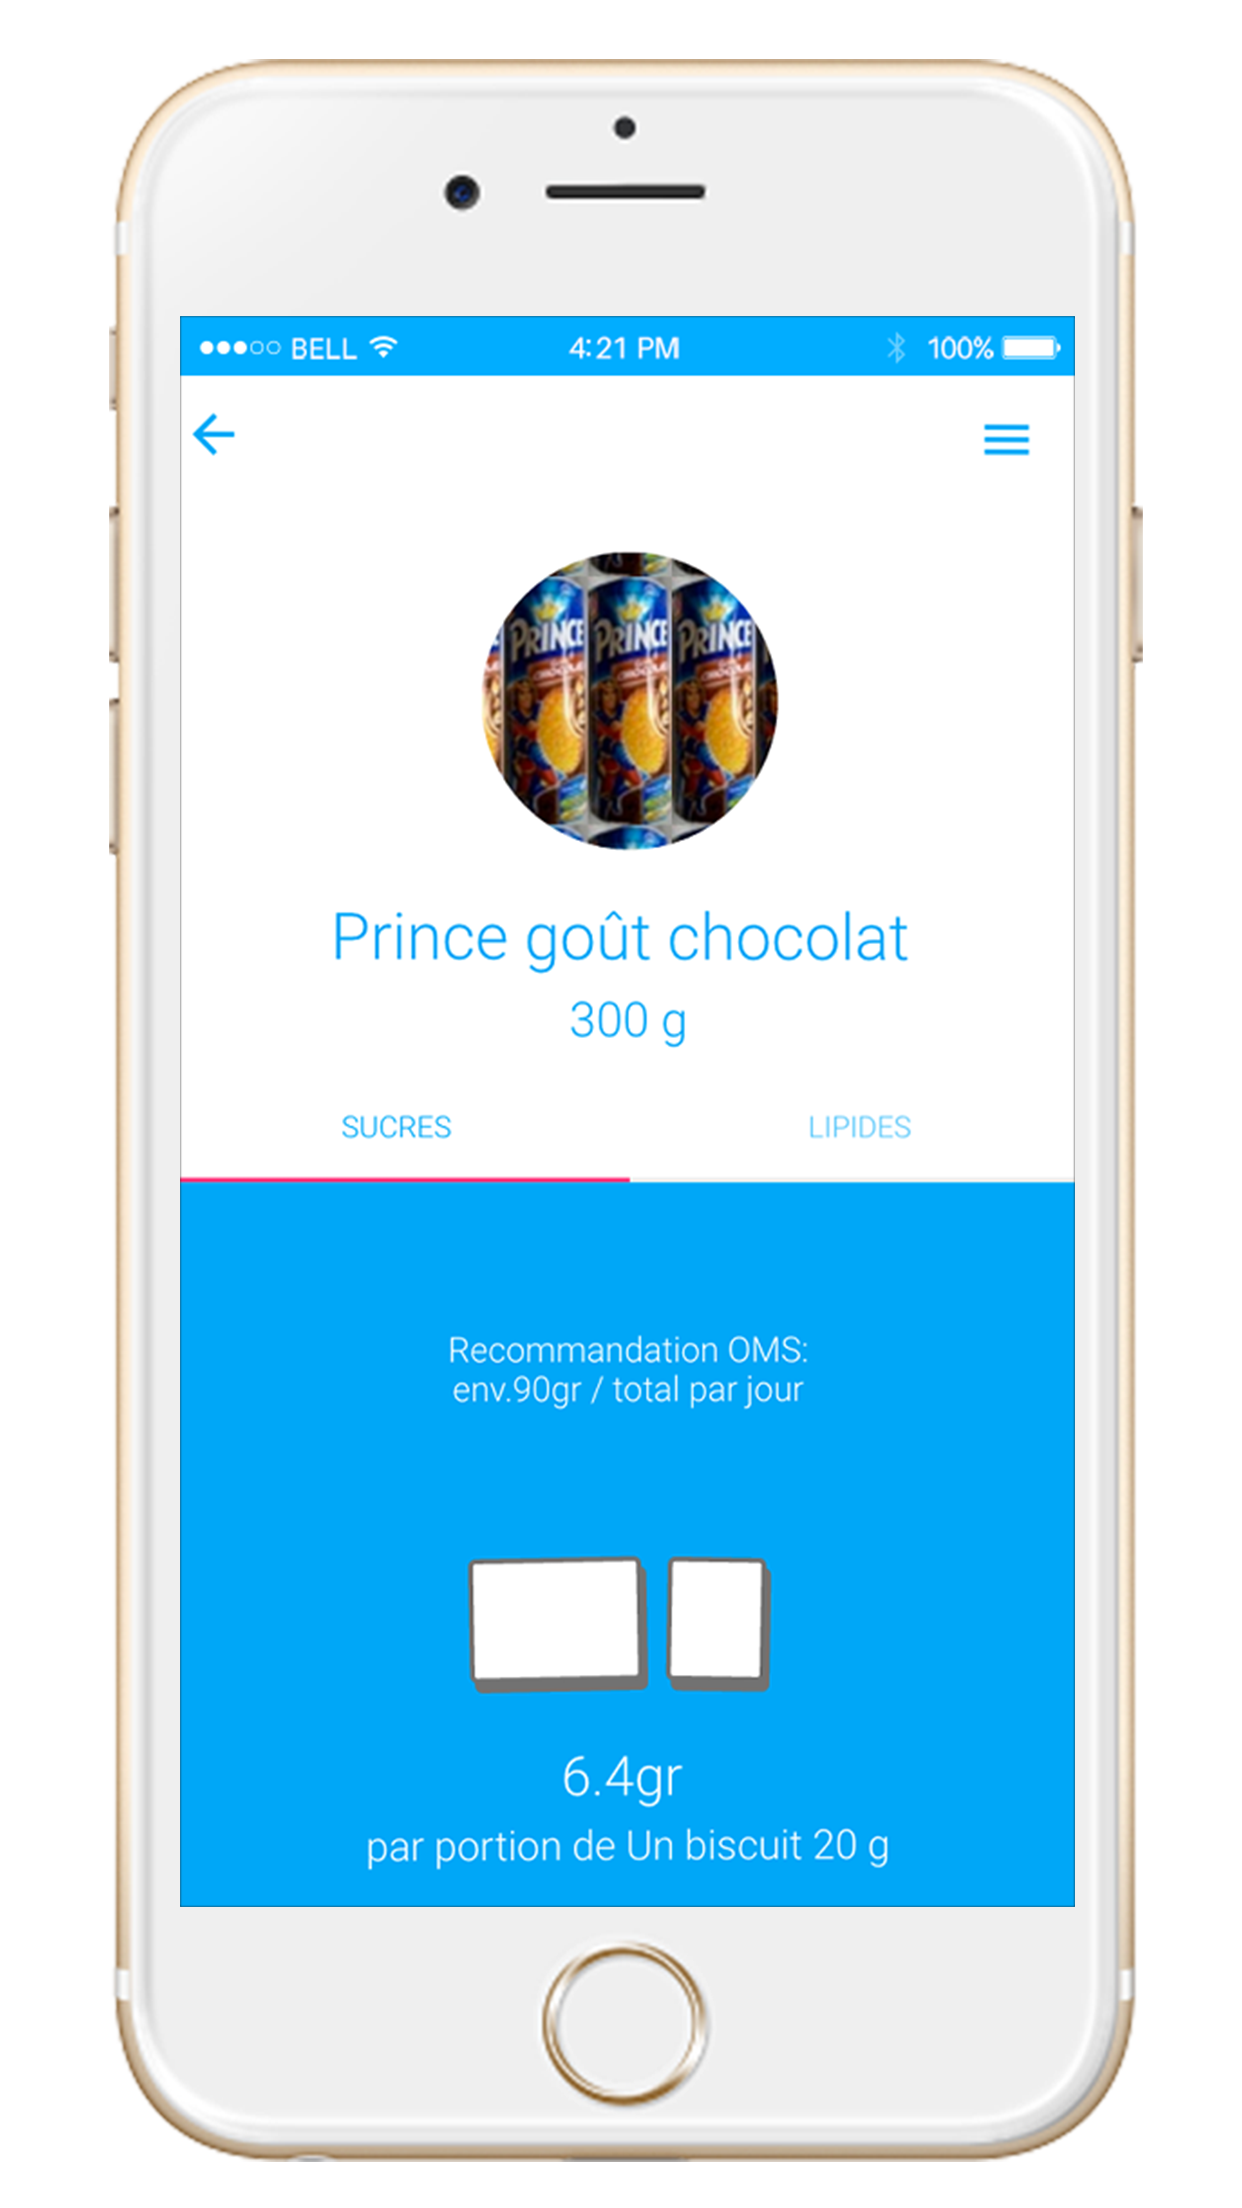 BELL 4:21 PM 100%
PRINCE PRINCE PRINCE
Prince goût chocolat
300 g
SUCRES LIPIDES
Recommandation OMS:
env.90gr / total par jour
6.4gr
par portion de Un biscuit 20 g